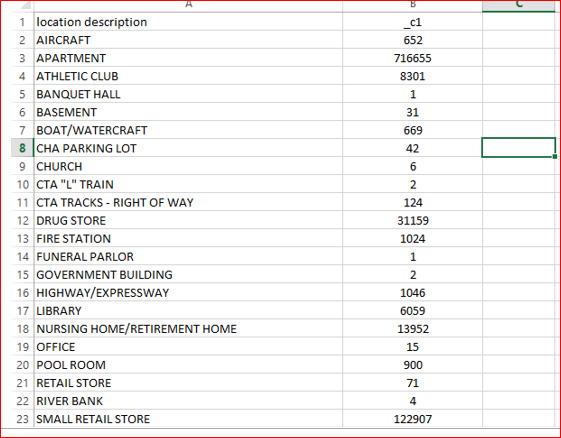 A B C
1 location description _c1
2 AIRCRAFT 652
3 APARTMENT 716655
4 ATHLETIC CLUB 8301
5 BANQUET HALL 1
6 BASEMENT 31
7 BOAT/WATERCRAFT 669
8 CHA PARKING LOT 42
9 CHURCH 6
10 CTA "L" TRAIN 2
11 CTA TRACKS - RIGHT OF WAY 124
12 DRUG STORE 31159
13 FIRE STATION 1024
14 FUNERAL PARLOR 1
15 GOVERNMENT BUILDING 2
16 HIGHWAY/EXPRESSWAY 1046
17 LIBRARY 6059
18 NURSING HOME/RETIREMENT HOME 13952
19 OFFICE 15
20 POOL ROOM 900
21 RETAIL STORE 71
22 RIVER BANK 4
23 SMALL RETAIL STORE 122907